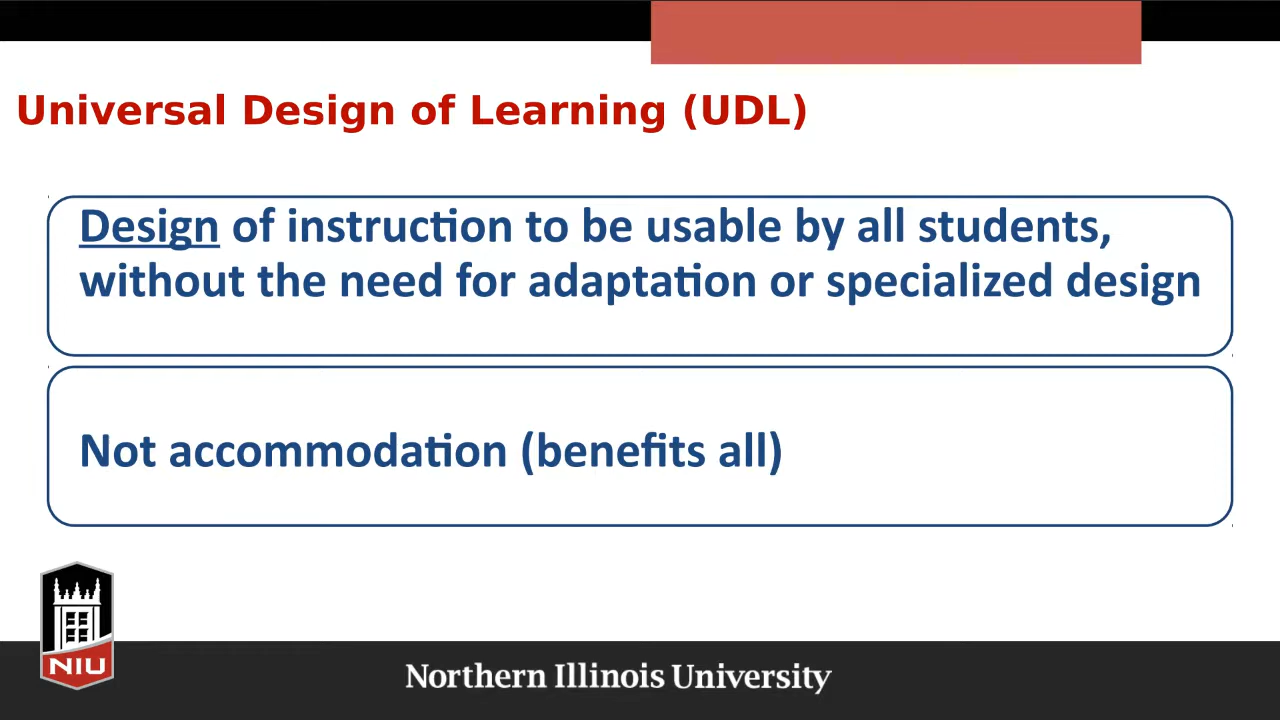 Universal Design of Learning (UDL)
Design of instruction to be usable by all students,
without the need for adaptation or specialized design
Not accommodation (benefits all)
NIU
Northern Illinois University